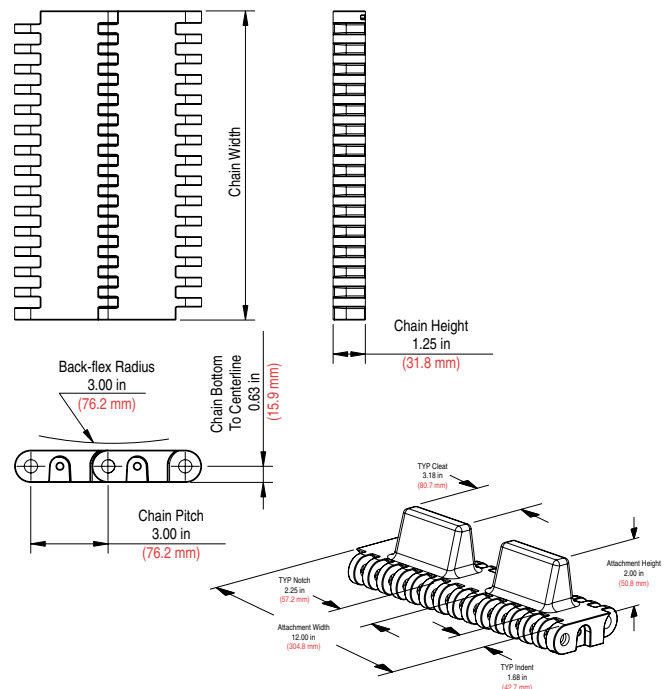 Chain Width
Chain Height
1.25 in
(31.8 mm)
Back-flex Radius
3.00 in
(76.2 mm)
Chain Bottom
To Centerline
0.63 in
(15.9 mm)
Chain Pitch
3.00 in
(76.2 mm)
TYP Cleat
3.18 in
(80.7 mm)
Attachment Height
2.00 in
(50.8 mm)
TYP Notch
2.25 in
(57.2 mm)
Attachment Width
12.00 in
(304.8 mm)
TYP Indent
1.68 in
(42.7 mm)